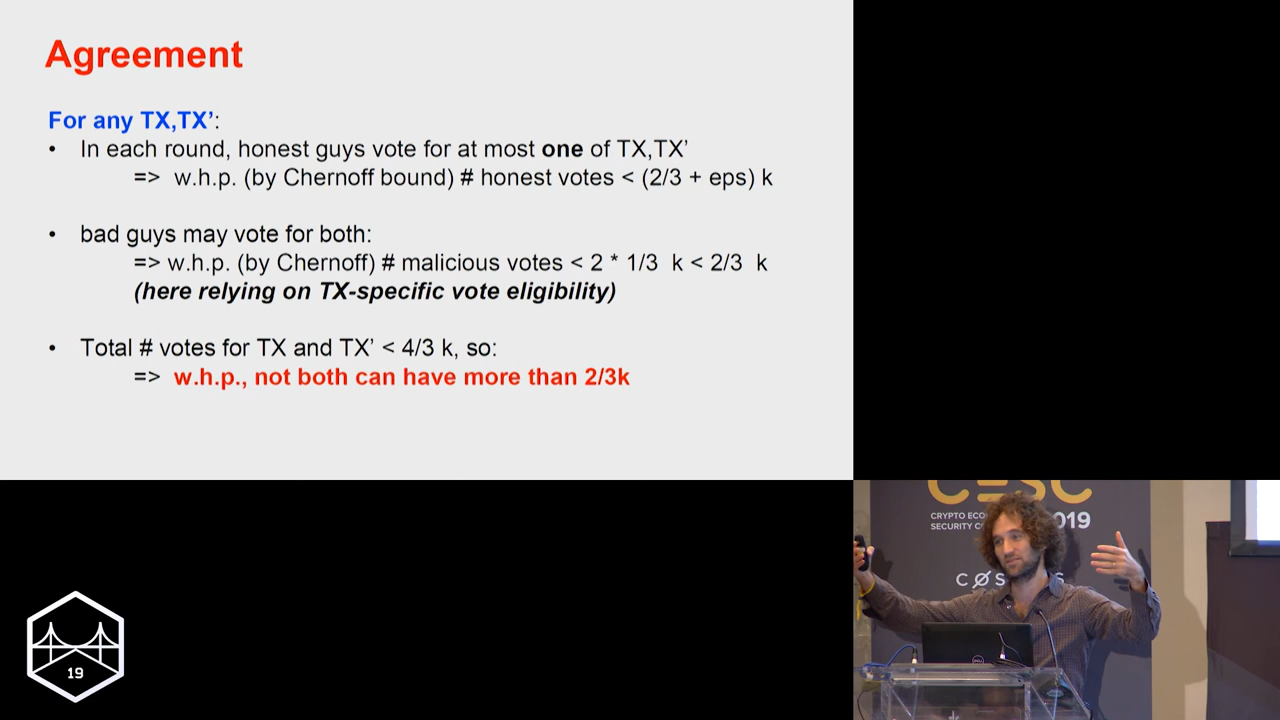 Agreement
For any TX,TX’:
• In each round, honest guys vote for at most one of TX,TX’
=> w.h.p. (by Chernoff bound) # honest votes < (2/3 + eps) k
• bad guys may vote for both:
=> w.h.p. (by Chernoff) # malicious votes < 2 * 1/3 k < 2/3 k
(here relying on TX-specific vote eligibility)
• Total # votes for TX and TX’ < 4/3 k, so:
=> w.h.p., not both can have more than 2/3k
CESC
CRYPTO
SECURITY
2019
DELL
19